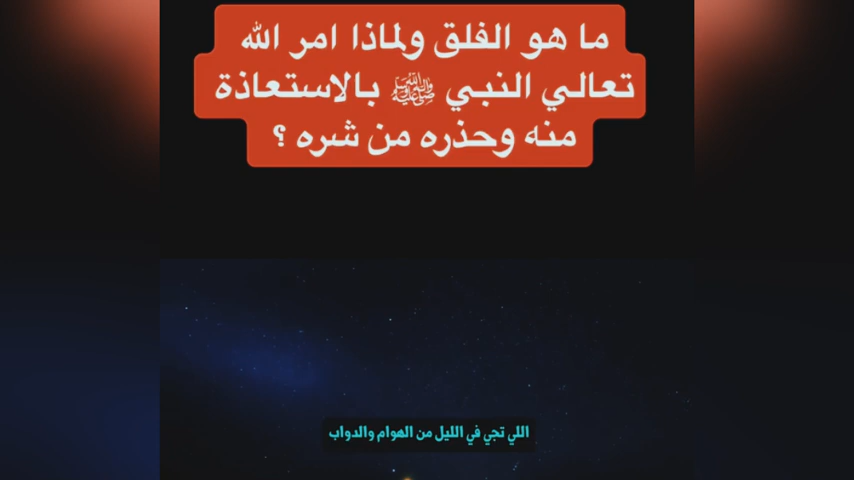 ما هو الفلق ولماذا امر الله
تعالي النبي ﷺ بالاستعاذة
منه وحذره من شره ؟
اللي تجي في الليل من الهوام والدواب